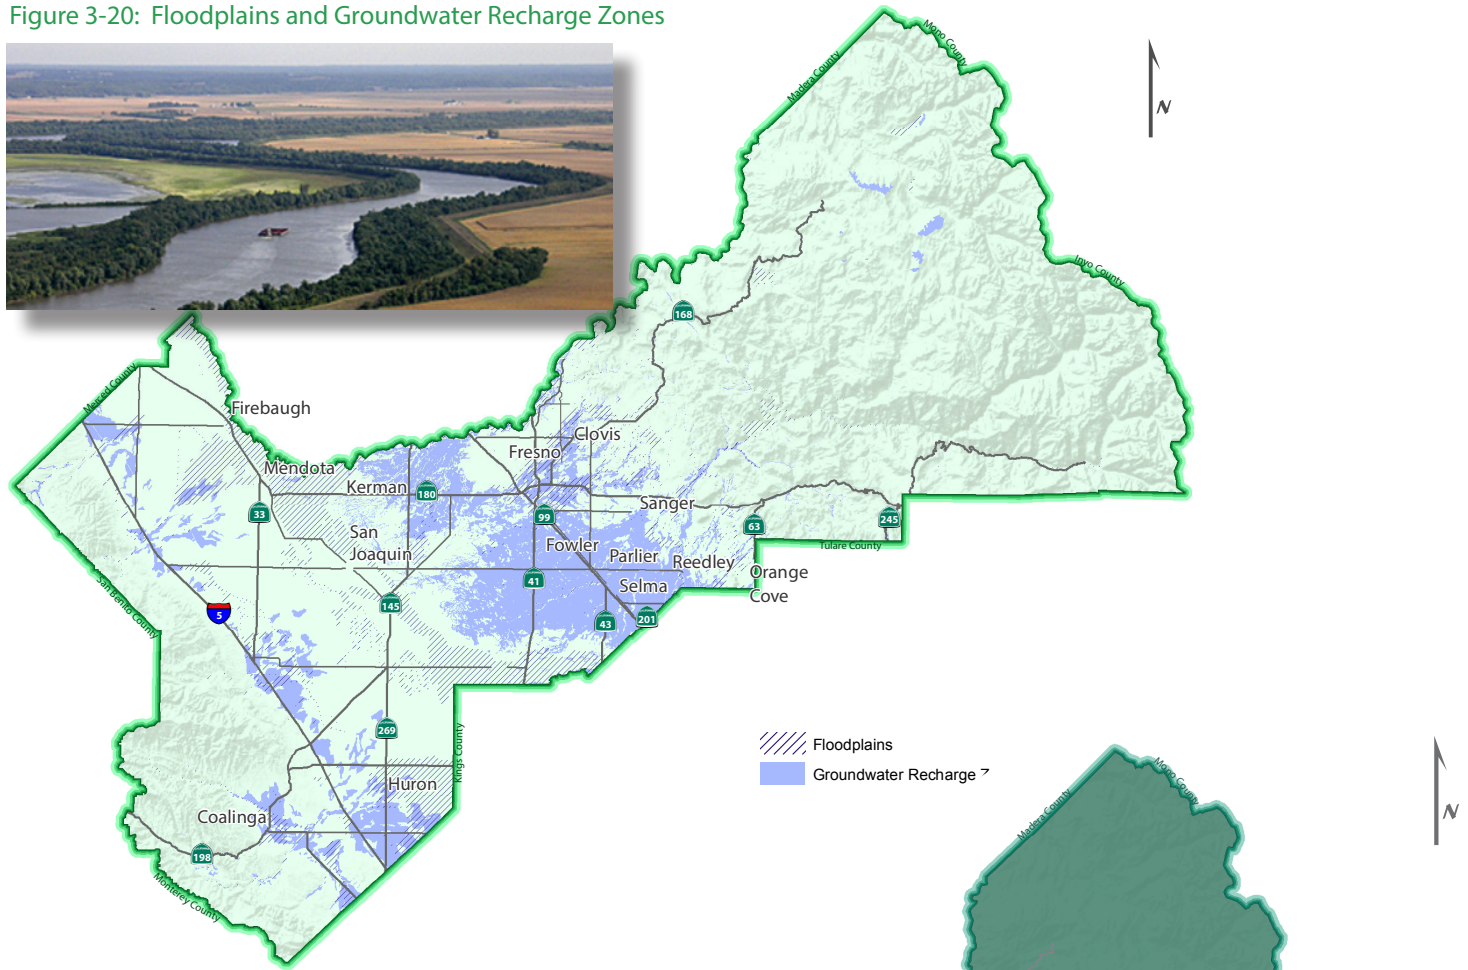 Figure 3-20: Floodplains and Groundwater Recharge Zones
Mono County
Madera County
N
Inyo County
168
Merced County
Firebaugh
Clovis
Fresno
Mendota
Kerman
180
Sanger
33
99
63
245
San
Joaquin
Fowler
Parlier
Reedley
Tulare County
41
Selma
Orange
Cove
San Benito County
5
145
43
201
269
Kings County
Floodplains
Groundwater Recharge
Huron
Coalinga
198
Monterey County
Mono County
Madera County
N